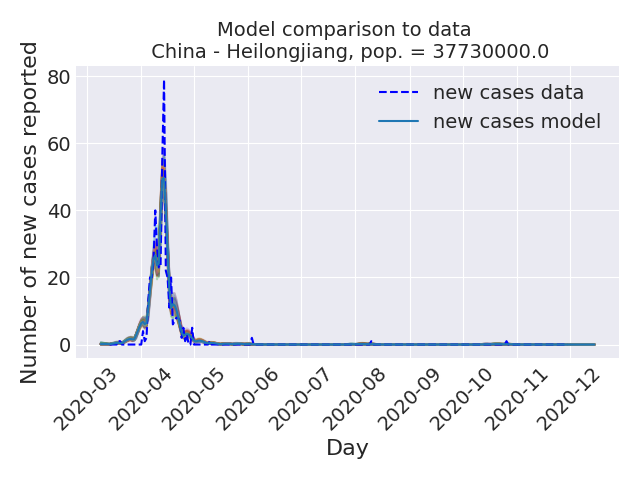 Model comparison to data
China - Heilongjiang, pop. = 37730000.0
Number of new cases reported
80
60
40
20
0
new cases data
new cases model
2020-03
2020-04
2020-05
2020-06
2020-07
2020-08
2020-09
2020-10
2020-11
2020-12
Day